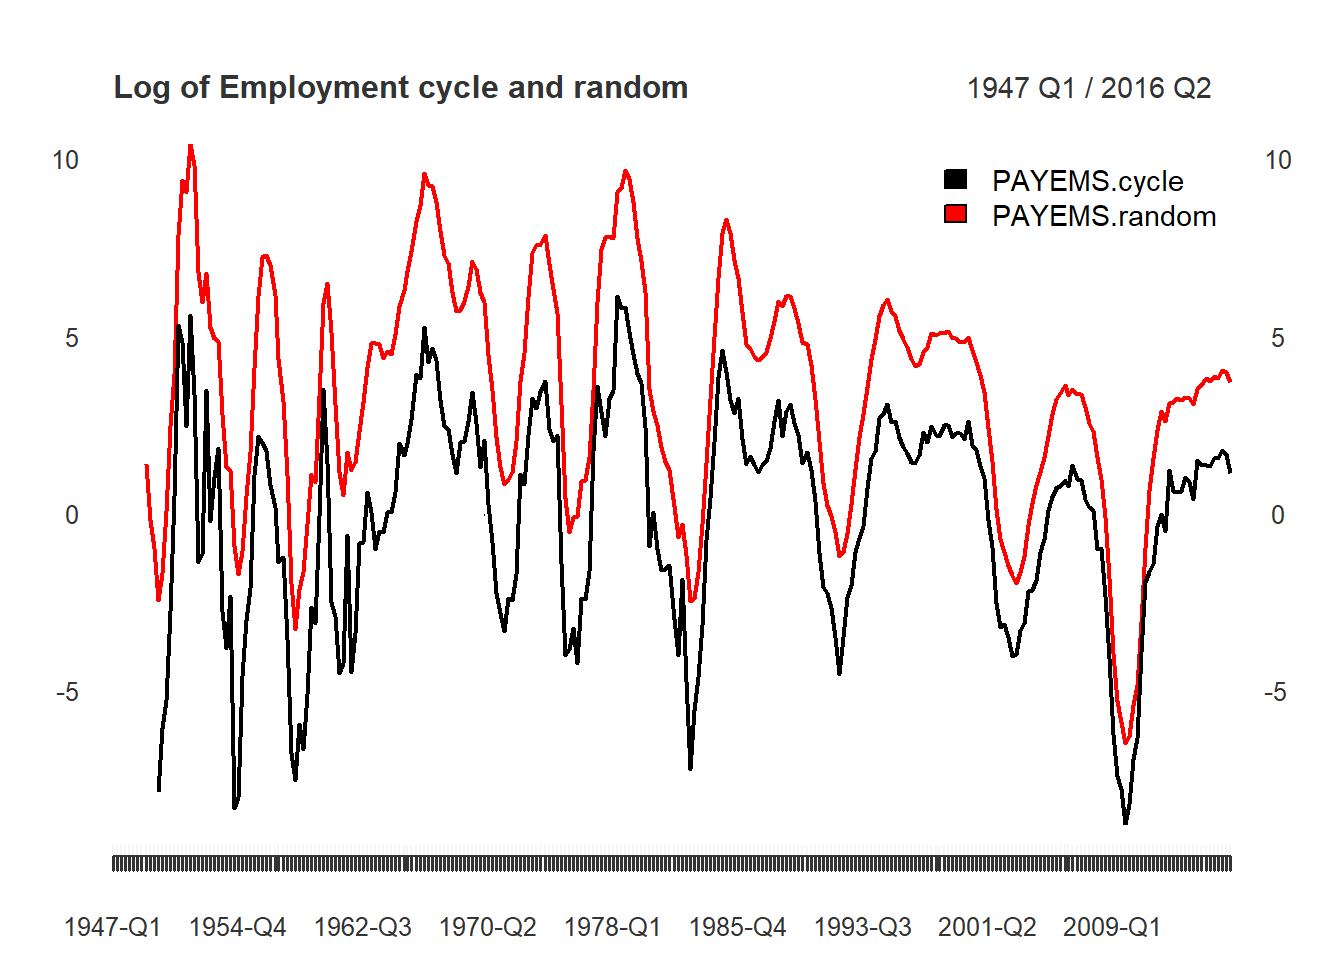 Log of Employment cycle and random 1947 Q1 / 2016 Q2
10 10
PAYEMS.cycle
PAYEMS.random
5 5
0 0
-5 -5
1947-Q1 1954-Q4 1962-Q3 1970-Q2 1978-Q1 1985-Q4 1993-Q3 2001-Q2 2009-Q1